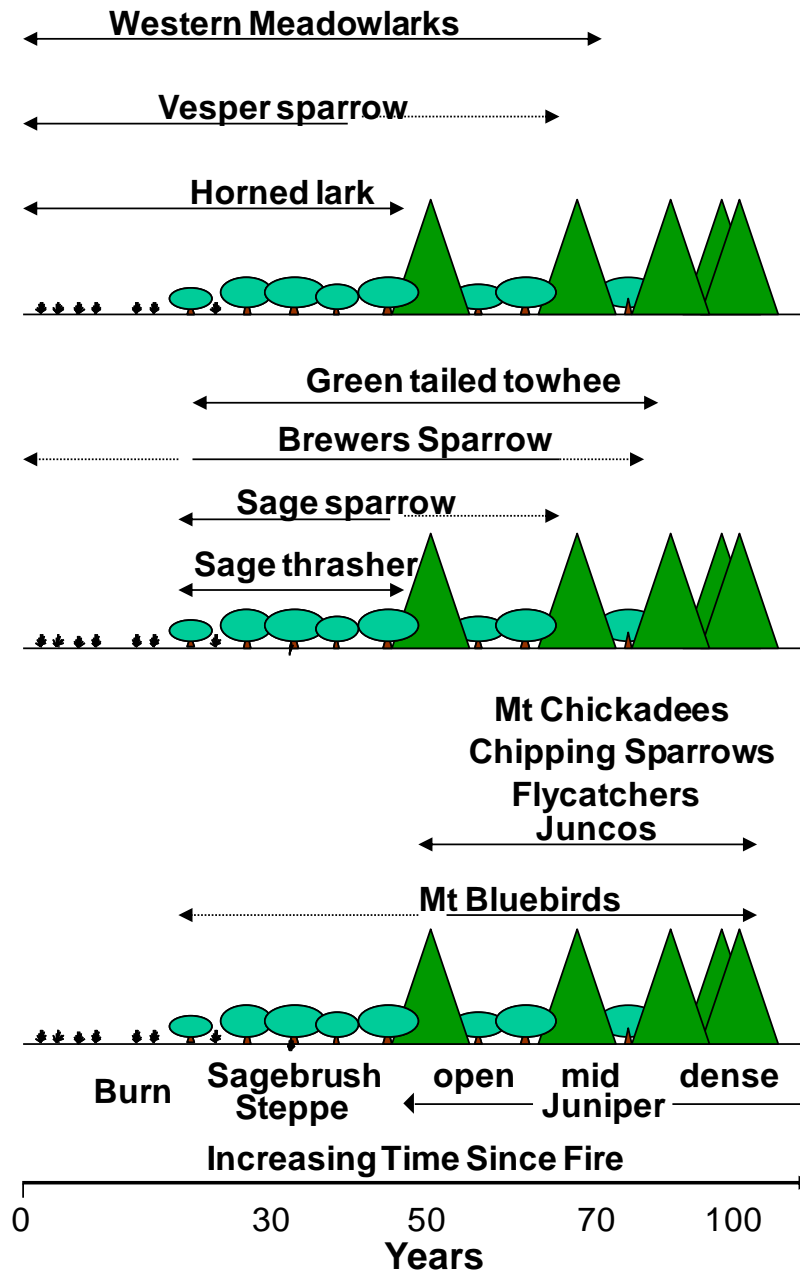 Western Meadowlarks
Vesper sparrow
Horned lark
Green tailed towhee
Brewers Sparrow
Sage sparrow
Sage thrasher
Mt Chickadees
Chipping Sparrows
Flycatchers
Juncos
Mt Bluebirds
Burn
Sagebrush
Steppe
open mid dense
Juniper
Increasing Time Since Fire
0 30 50 70 100
Years